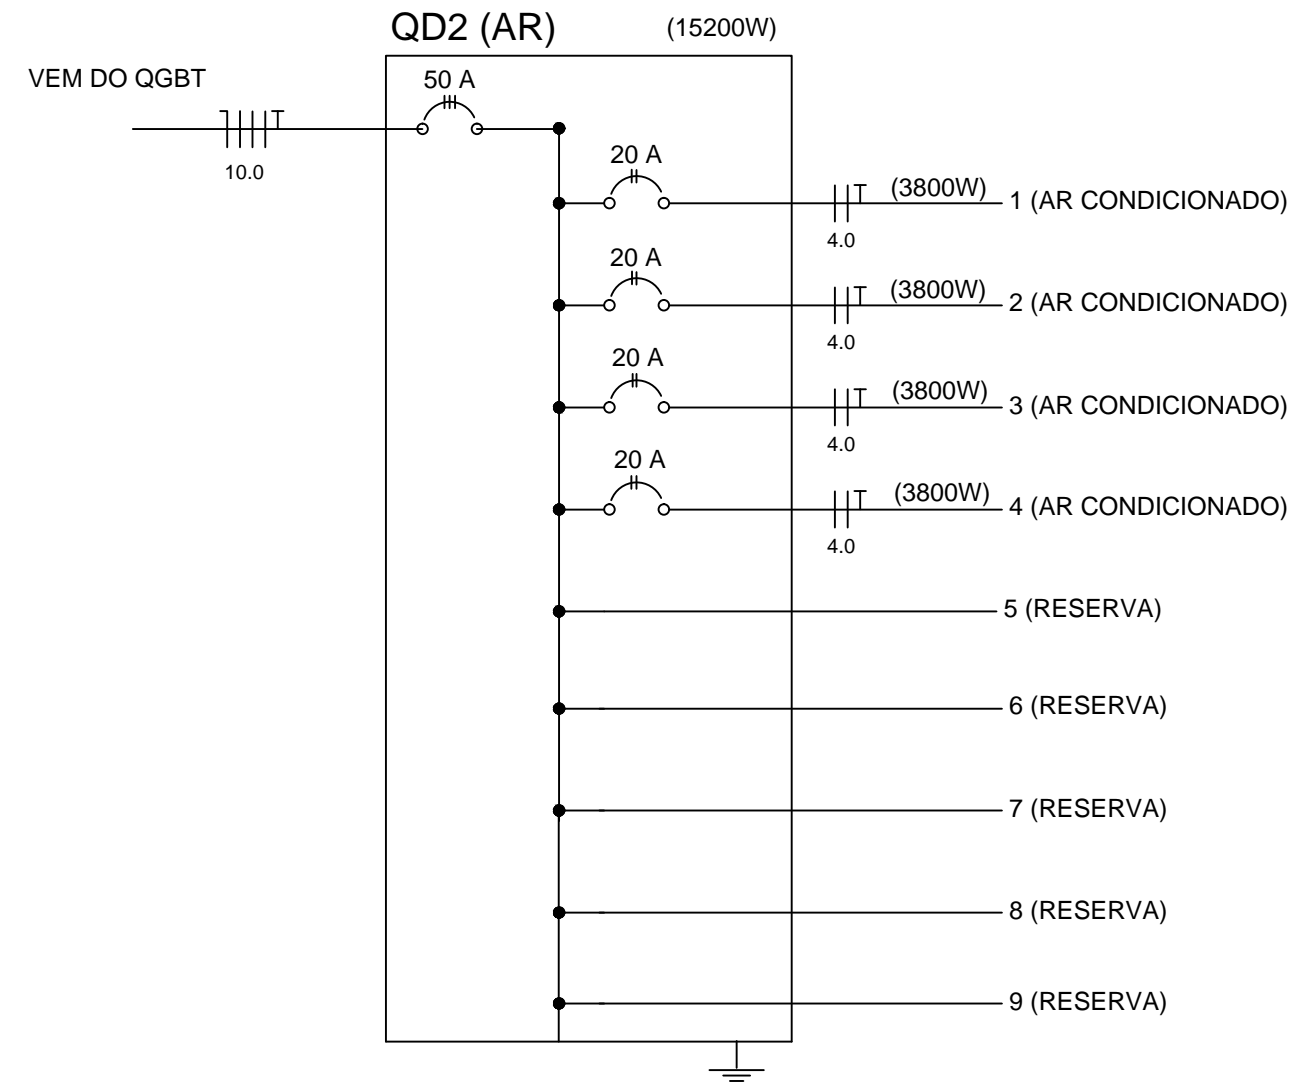 QD2 (AR)
(15200W)
VEM DO QGBT
50 A
10.0
20 A
(3800W)
1 (AR CONDICIONADO)
4.0
20 A
(3800W)
2 (AR CONDICIONADO)
4.0
20 A
(3800W)
3 (AR CONDICIONADO)
4.0
20 A
(3800W)
4 (AR CONDICIONADO)
4.0
5 (RESERVA)
6 (RESERVA)
7 (RESERVA)
8 (RESERVA)
9 (RESERVA)